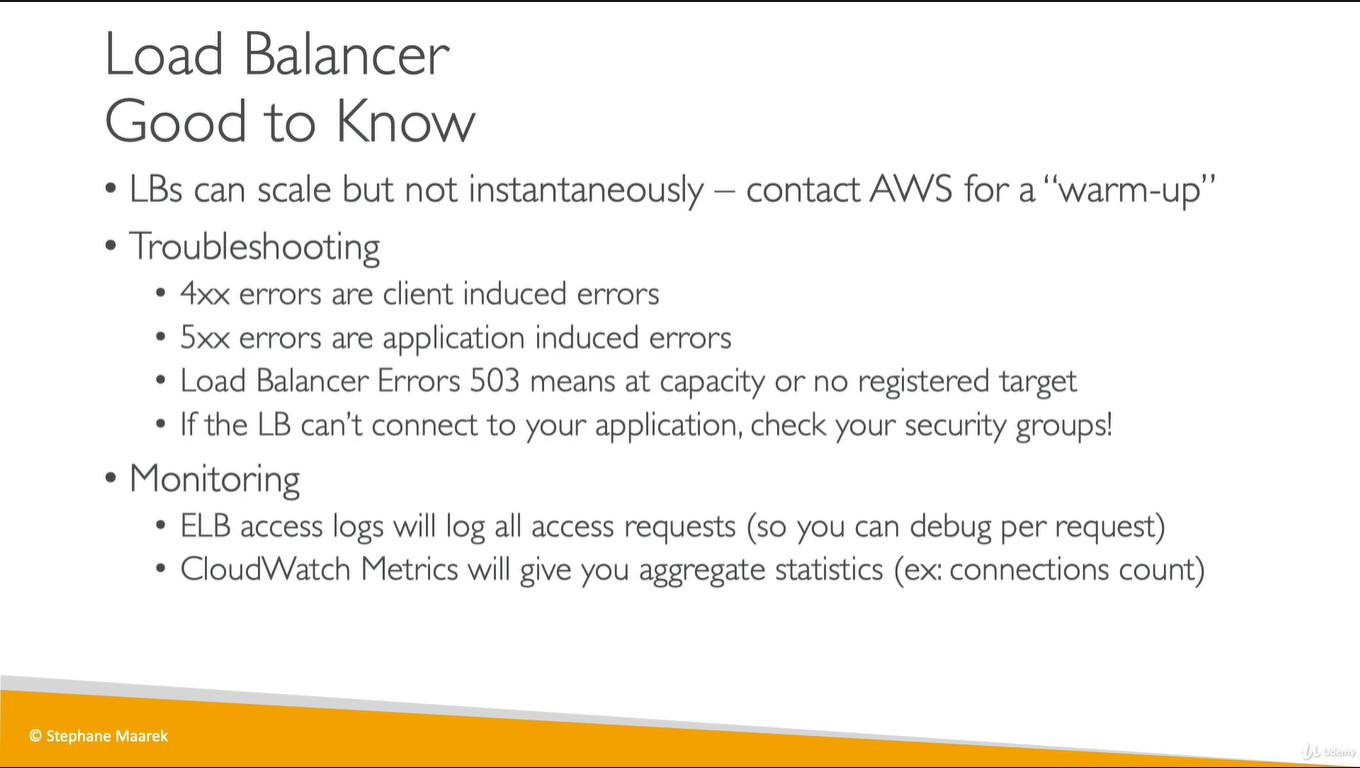 Load Balancer
Good to Know
• LBs can scale but not instantaneously – contact AWS for a “warm-up”
• Troubleshooting
• 4xx errors are client induced errors
• 5xx errors are application induced errors
• Load Balancer Errors 503 means at capacity or no registered target
• If the LB can’t connect to your application, check your security groups!
• Monitoring
• ELB access logs will log all access requests (so you can debug per request)
• CloudWatch Metrics will give you aggregate statistics (ex: connections count)
© Stephane Maarek
Udemy